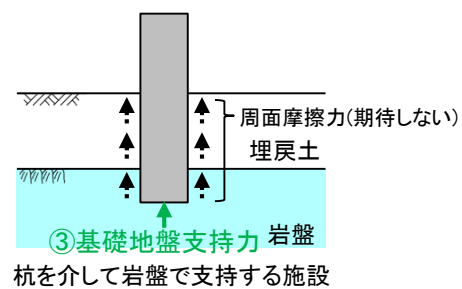 周面摩擦力(期待しない)
埋戻土
③基礎地盤支持力
岩盤
杭を介して岩盤で支持する施設